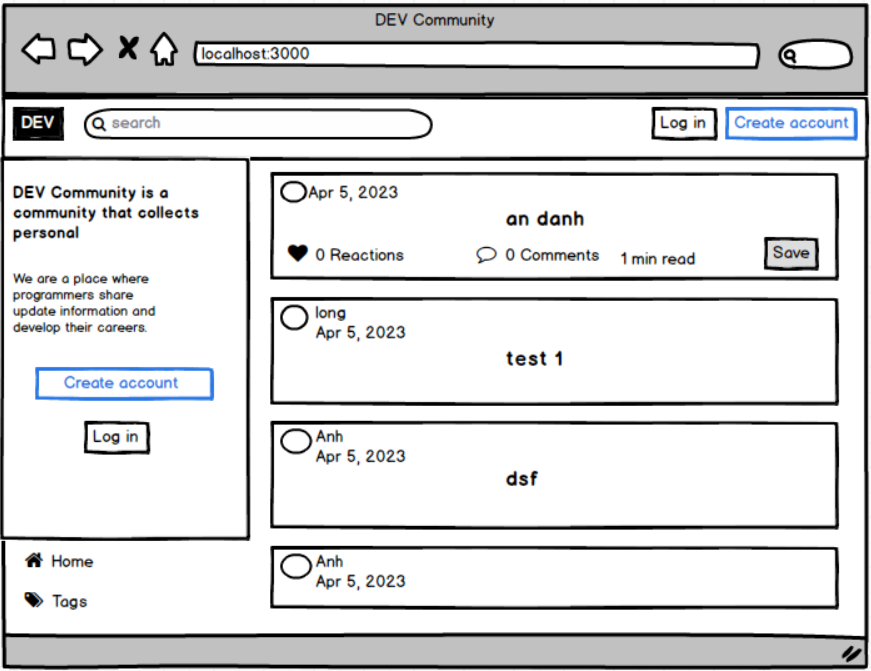 DEV Community
localhost:3000
DEV
search
Log in
Create account
DEV Community is a
community that collects
personal
We are a place where
programmers share
update information and
develop their careers.
Create account
Log in
Home
Tags
Apr 5, 2023
an danh
0 Reactions
0 Comments
1 min read
Save
long
Apr 5, 2023
test 1
Anh
Apr 5, 2023
dsf
Anh
Apr 5, 2023